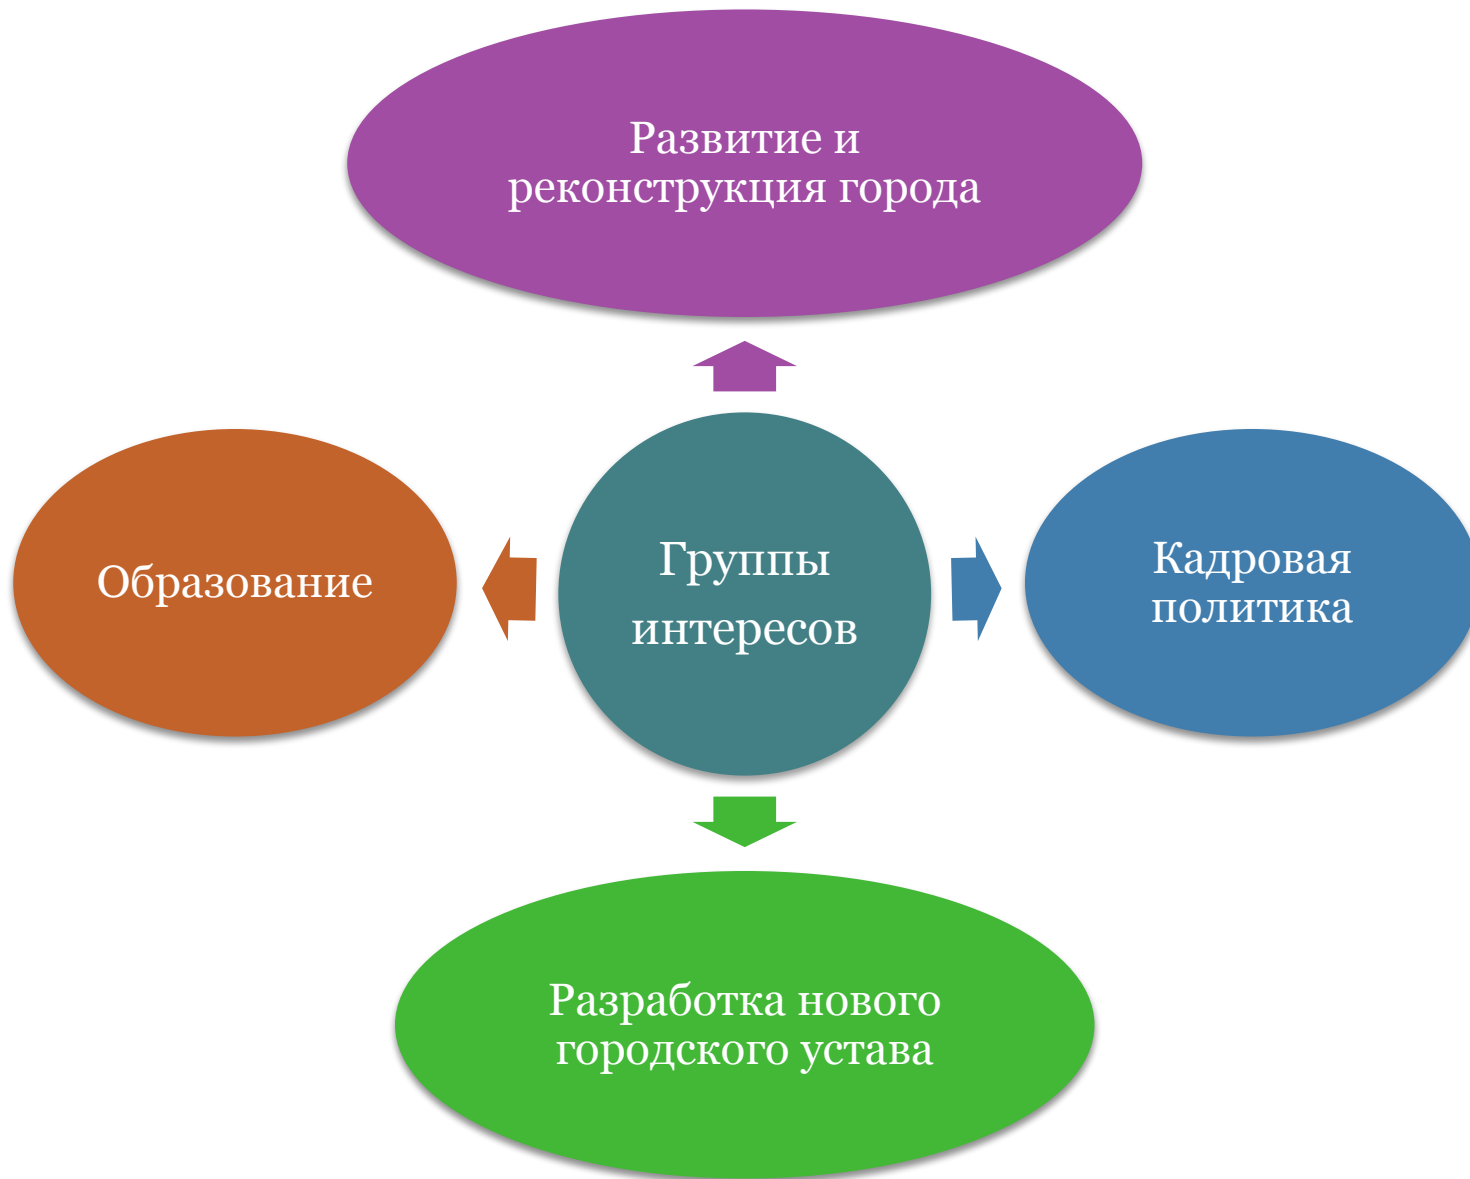 Развитие и
реконструкция города
Образование
Группы
интересов
Кадровая
политика
Разработка нового
городского устава